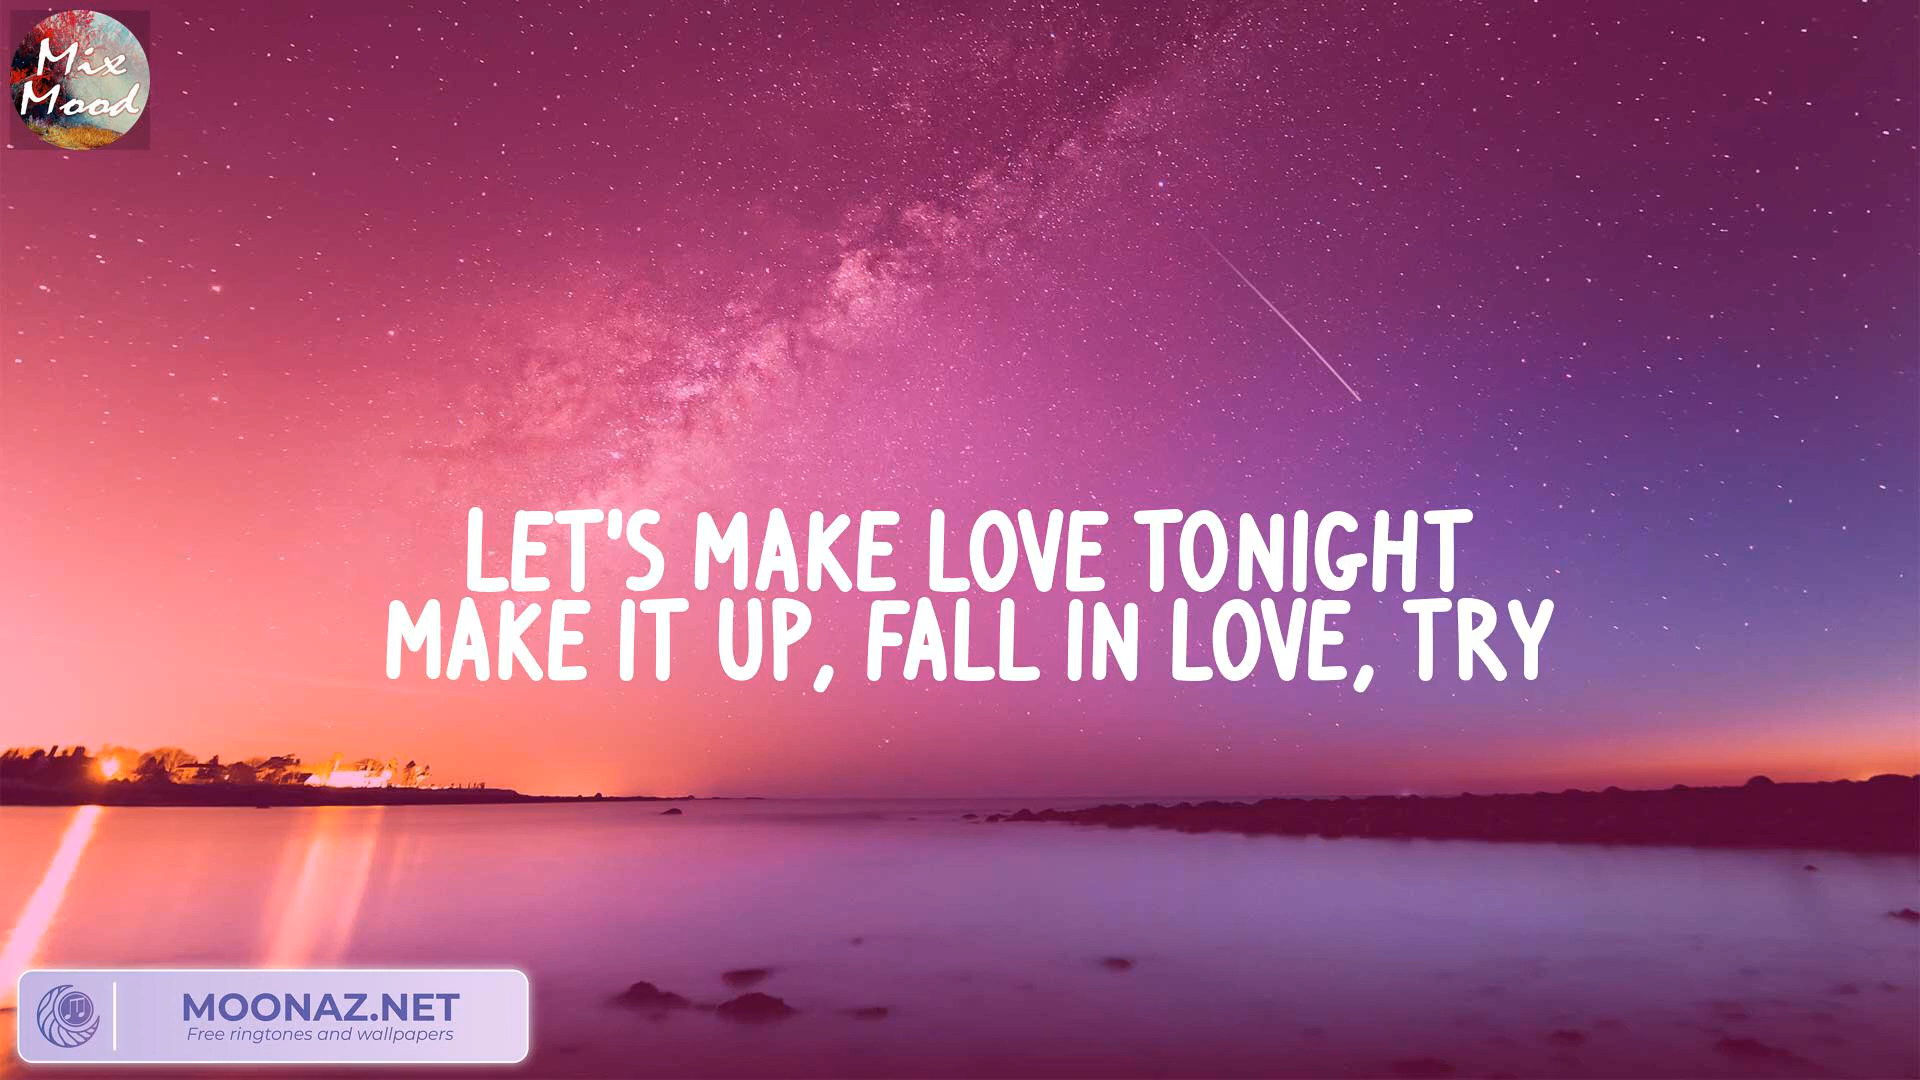 Mix
Mood
LET'S MAKE LOVE TONIGHT
MAKE IT UP, FALL IN LOVE, TRY
MOONAZ.NET
Free ringtones and wallpapers